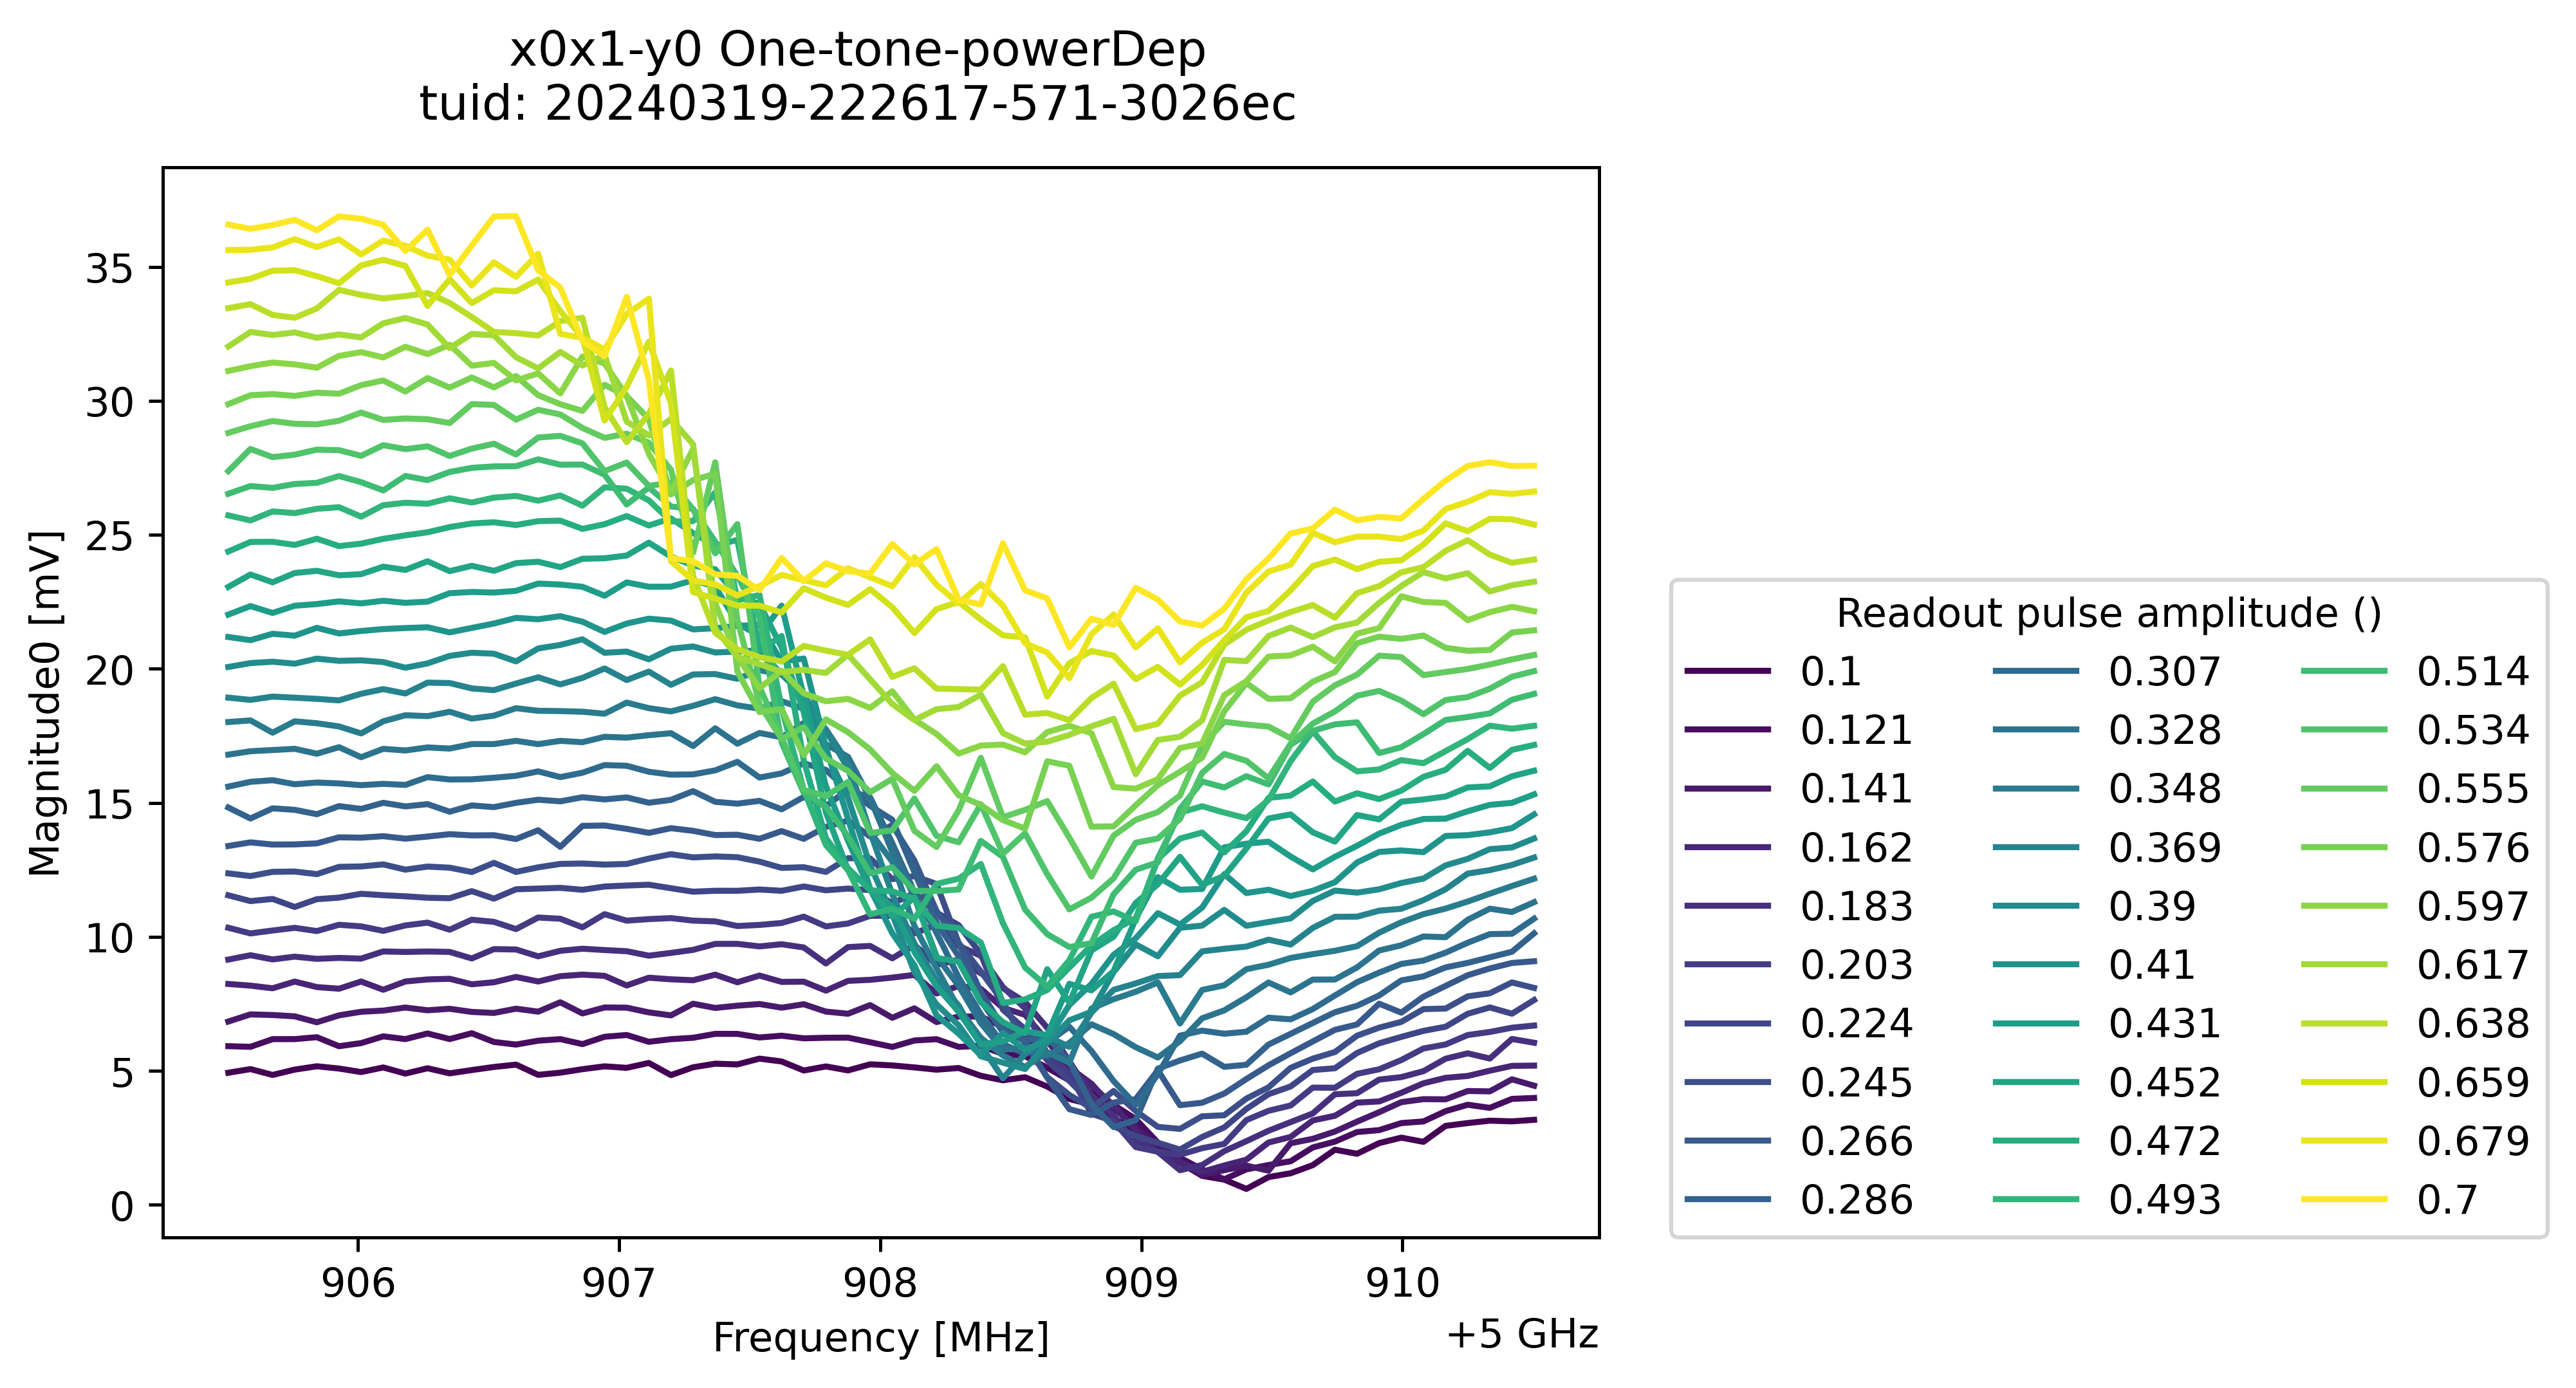 x0x1-y0 One-tone-powerDep
tuid: 20240319-222617-571-3026ec
Magnitude0 [mV]
35
30
25
20
15
10
5
0
906 907 908 909 910
Frequency [MHz]
+5 GHz
Readout pulse amplitude ()
0.1 0.307 0.514
0.121 0.328 0.534
0.141 0.348 0.555
0.162 0.369 0.576
0.183 0.39 0.597
0.203 0.41 0.617
0.224 0.431 0.638
0.245 0.452 0.659
0.266 0.472 0.679
0.286 0.493 0.7